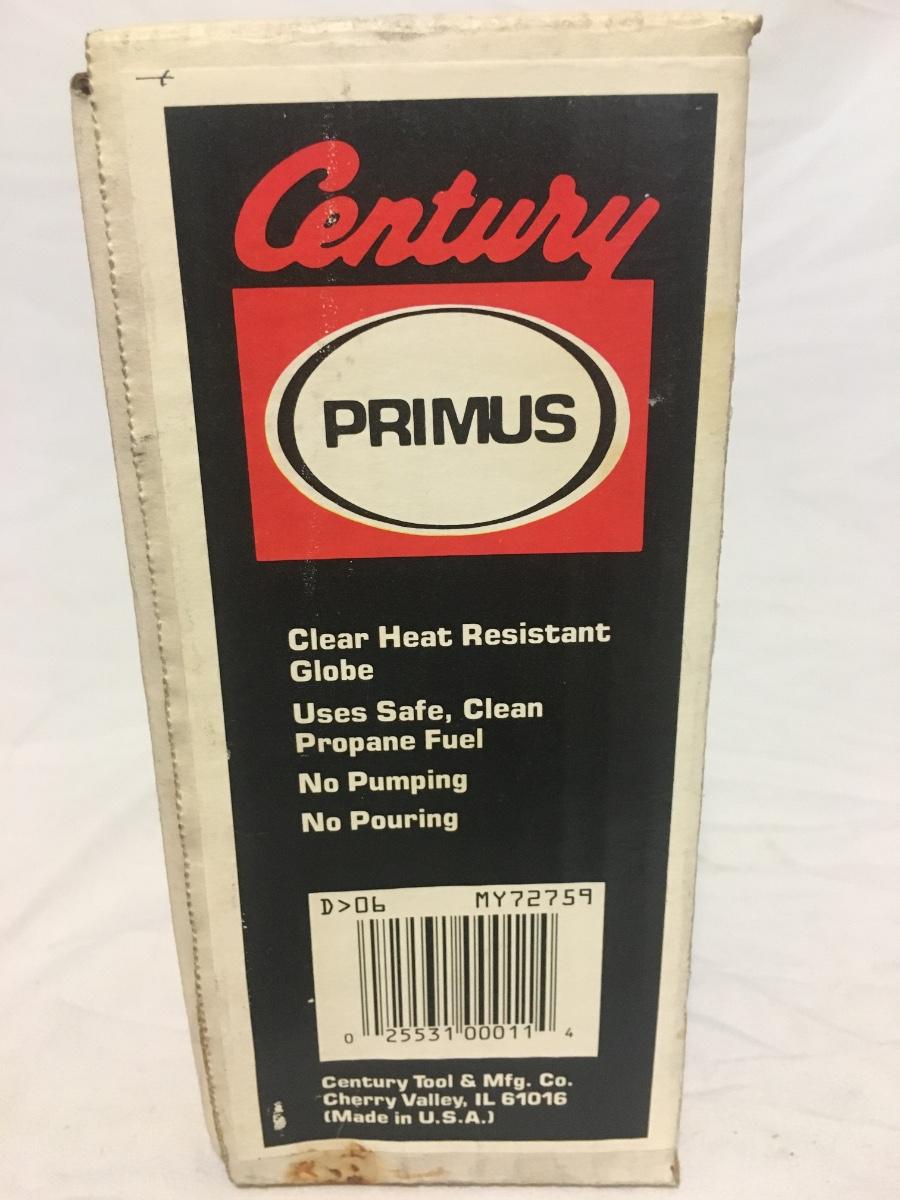 Century
PRIMUS
Clear Heat Resistant
Globe
Uses Safe, Clean
Propane Fuel
No Pumping
No Pouring
D>06 MY72759
0 25531 00011 4
Century Tool & Mfg. Co.
Cherry Valley, IL 61016
(Made in U.S.A.)